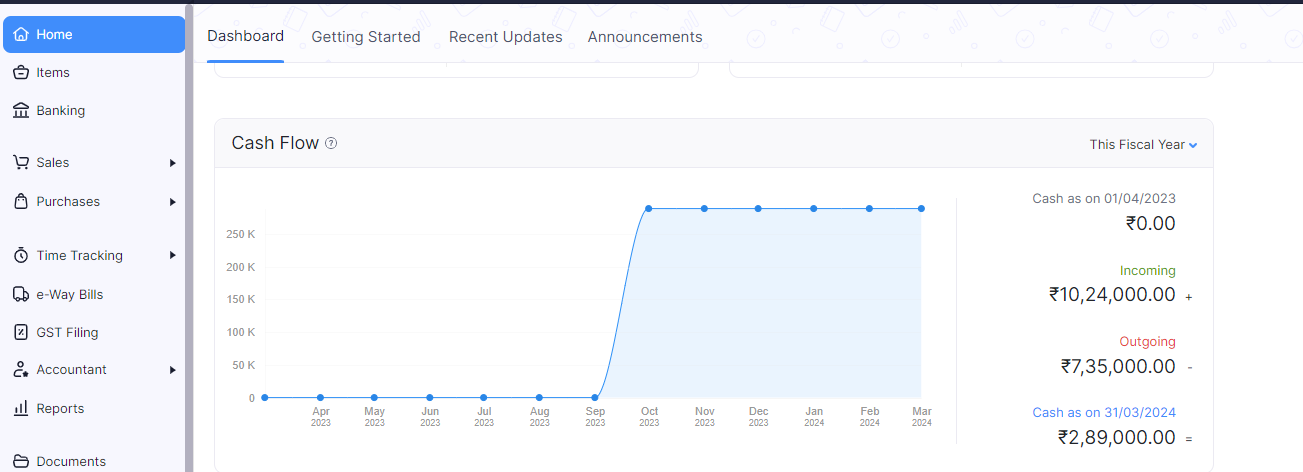 Home
Items
Banking
Sales
Purchases
Time Tracking
e-Way Bills
GST Filing
Accountant
Reports
Documents
Dashboard Getting Started Recent Updates Announcements
Cash Flow ?
This Fiscal Year
250 K
200 K
150 K
100 K
50 K
0
Apr 2023
May 2023
Jun 2023
Jul 2023
Aug 2023
Sep 2023
Oct 2023
Nov 2023
Dec 2023
Jan 2024
Feb 2024
Mar 2024
Cash as on 01/04/2023
₹0.00
Incoming
₹10,24,000.00 +
Outgoing
₹7,35,000.00 -
Cash as on 31/03/2024
₹2,89,000.00 =